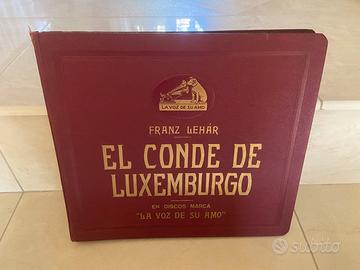 LA VOZ DE SU AMO
FRANZ LEHÁR
EL CONDE DE
LUXEMBURGO
EN DISCOS MARCA
"LA VOZ DE SU AMO"
subito